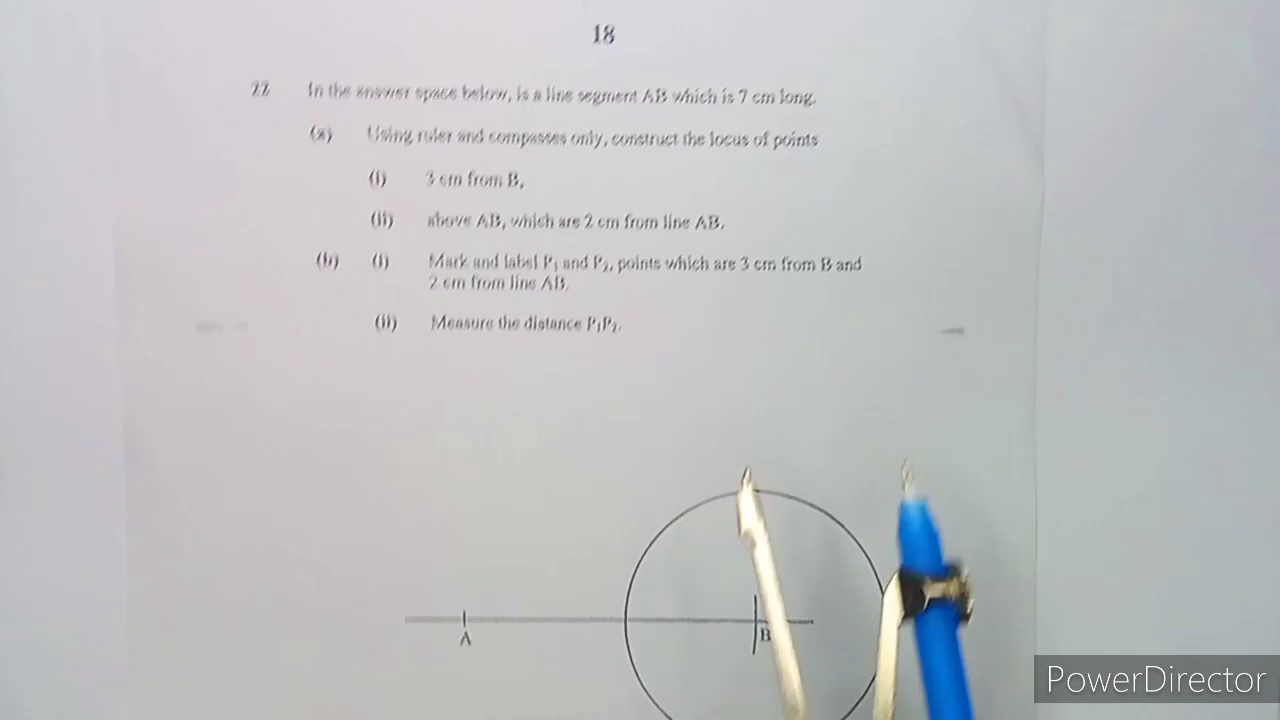 18
22 In the answer space below, is a line segment AB which is 7 cm long.
(a) Using ruler and compasses only, construct the locus of points
(i) 3 cm from B,
(ii) above AB, which are 2 cm from line AB.
(b) (i) Mark and label P₁ and P₂, points which are 3 cm from B and
2 cm from line AB.
(ii) Measure the distance P₁P₂.
A
B
PowerDirector